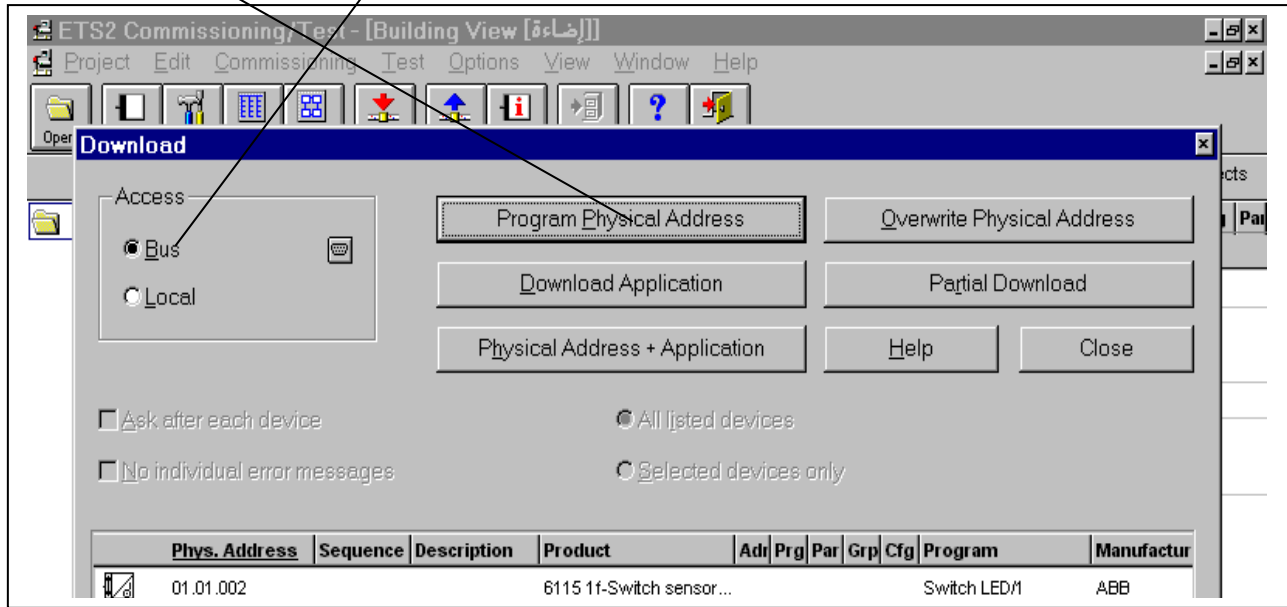 ETS2 Commissioning/Test - [Building View [إضاءة]]]
Project Edit Commissioning Test Options View Window Help
Oper
Download
ects
Access
Bus
Local
Program Physical Address
Overwrite Physical Address
Par
Download Application
Partial Download
Physical Address + Application
Help
Close
Ask after each device
All listed devices
No individual error messages
Selected devices only
Phys. Address Sequence Description Product Adr Prg Par Grp Cfg Program Manufactur
01.01.002 6115 1f-Switch sensor... Switch LED/1 ABB